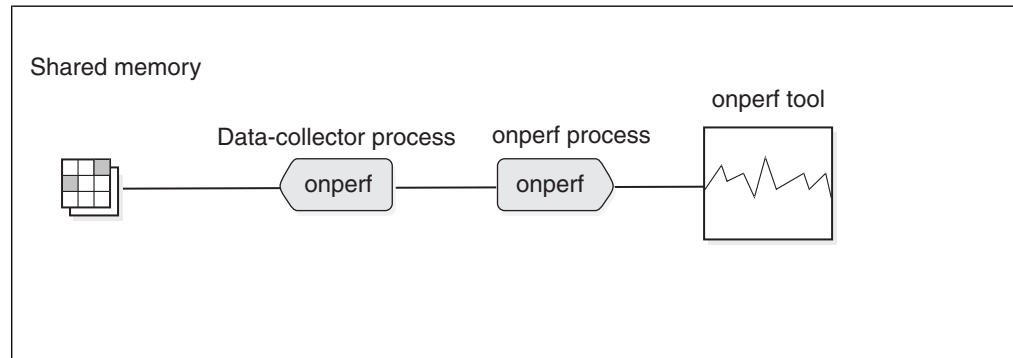 Shared memory
onperf tool
Data-collector process
onperf process
onperf
onperf